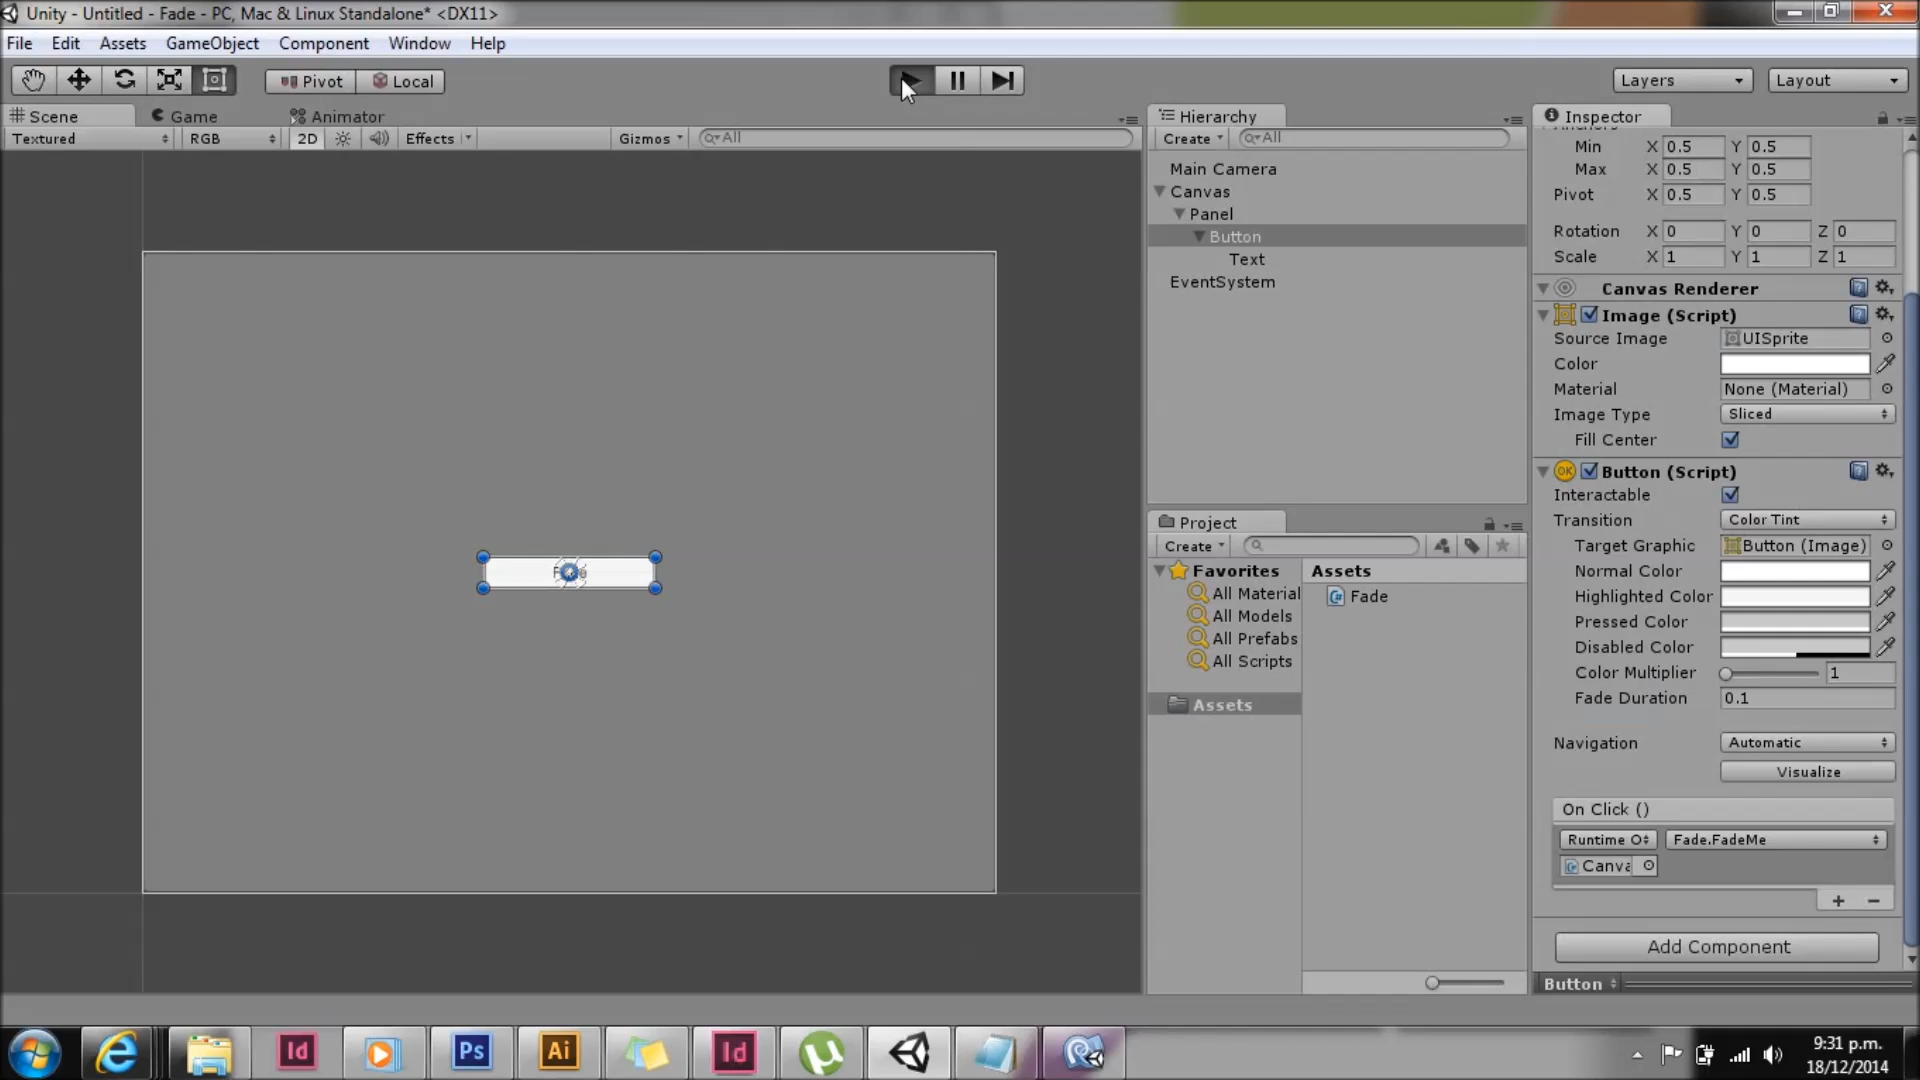 Unity - Untitled - Fade - PC, Mac & Linux Standalone* <DX11>
File Edit Assets GameObject Component Window Help
Pivot Local Layers Layout
Scene Game Animator
Textured RGB 2D Effects Gizmos All
Hierarchy
Create All
Main Camera
Canvas
Panel
Button
Text
EventSystem
Project
Create
Favorites
All Material
All Models
All Prefabs
All Scripts
Assets
Assets
Fade
Inspector
Anchors
Min X 0.5 Y 0.5
Max X 0.5 Y 0.5
Pivot X 0.5 Y 0.5
Rotation X 0 Y 0 Z 0
Scale X 1 Y 1 Z 1
Canvas Renderer
Image (Script)
Source Image UISprite
Color
Material None (Material)
Image Type Sliced
Fill Center
OK Button (Script)
Interactable
Transition Color Tint
Target Graphic Button (Image)
Normal Color
Highlighted Color
Pressed Color
Disabled Color
Color Multiplier 1
Fade Duration 0.1
Navigation Automatic
Visualize
On Click ()
Runtime O Fade.FadeMe
Canva
+ -
Add Component
Button
Id Ps Ai Id
9:31 p.m.
18/12/2014